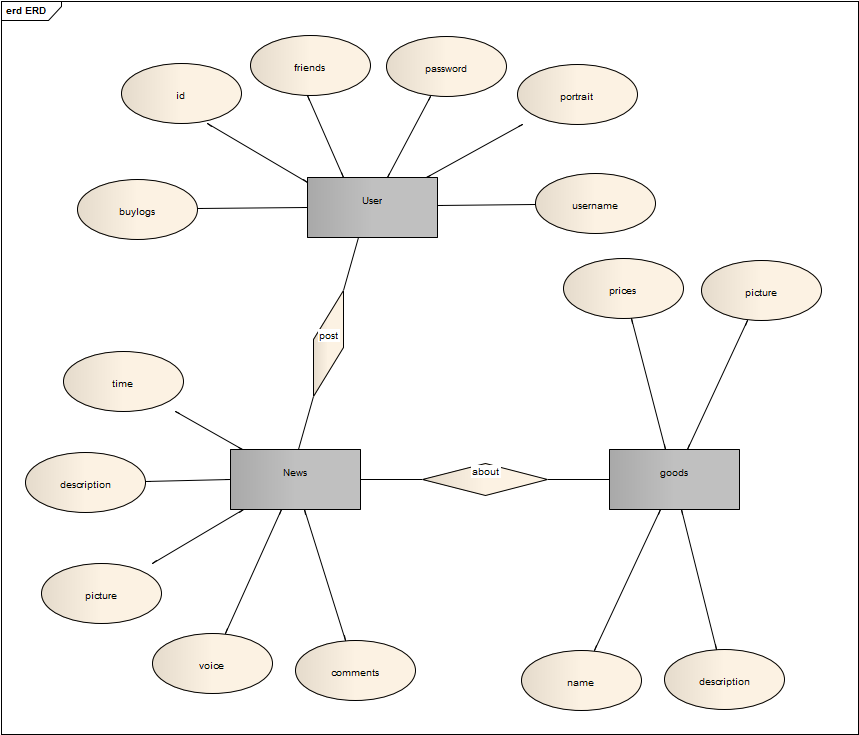 erd ERD
friends
password
id
portrait
User
username
buylogs
prices
picture
post
time
News
about
goods
description
picture
voice
comments
name
description